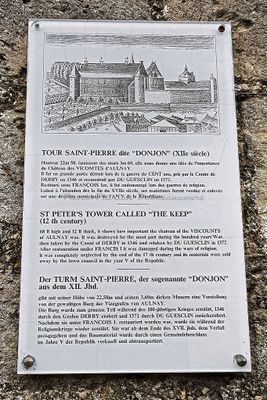 TOUR SAINT-PIERRE dite "DONJON" (XIIe siècle)
Hauteur 22m 50, épaisseur des murs 3m 60, elle nous donne une idée de l'importance
du Château des VICOMTES d'AULNAY.
Il fut en grande partie détruit lors de la guerre de CENT ans, pris par le Comte de
DERBY en 1346 et reconstruit par DU GUESCLIN en 1372.
Restauré sous FRANÇOIS Ier, il fut endommagé lors des guerres de religion.
Laissé à l'abandon dès la fin du XVIIe siècle, ses matériaux furent vendus et enlevés
sur une décision municipale de l'AN V de la République.
ST PETER'S TOWER CALLED "THE KEEP"
(12 th century)
68 ft high and 12 ft thick, it shows how important the chateau of the VISCOUNTS
of AULNAY was. It was destroyed for the most part during the hundred years'War,
then taken by the Count of DERBY in 1346 and retaken by DU GUESCLIN in 1372
After restauration under FRANÇOIS I it was damaged during the wars of religion.
It was completely neglected by the end of the 17 th century and its materials were sold
away by the town council in the year V of the Republic.
Der TURM SAINT-PIERRE, der sogenannte "DONJON"
aus dem XII. Jhd.
gibt mit seiner Höhe von 22,50m und seinen 3,60m dicken Mauern eine Vorstellung
von der gewaltigen Burg der Vizegrafen von AULNAY.
Die Burg wurde zum grossen Teil während der 100-jährigen Krieges zerstört, 1346
durch den Grafen DERBY erobert und 1372 durch DU GUESCLIN zurückerobert.
Nachdem sie unter FRANÇOIS I. restauriert worden war, wurde sie während der
Religionskriege wieder zerstört. Sie war ab dem Ende des XVII. Jhds. dem Verfall
preisgegeben und das Baumaterial wurde durch einen Gemeindebeschluss
im Jahre V der Republik verkauft und abtransportiert.